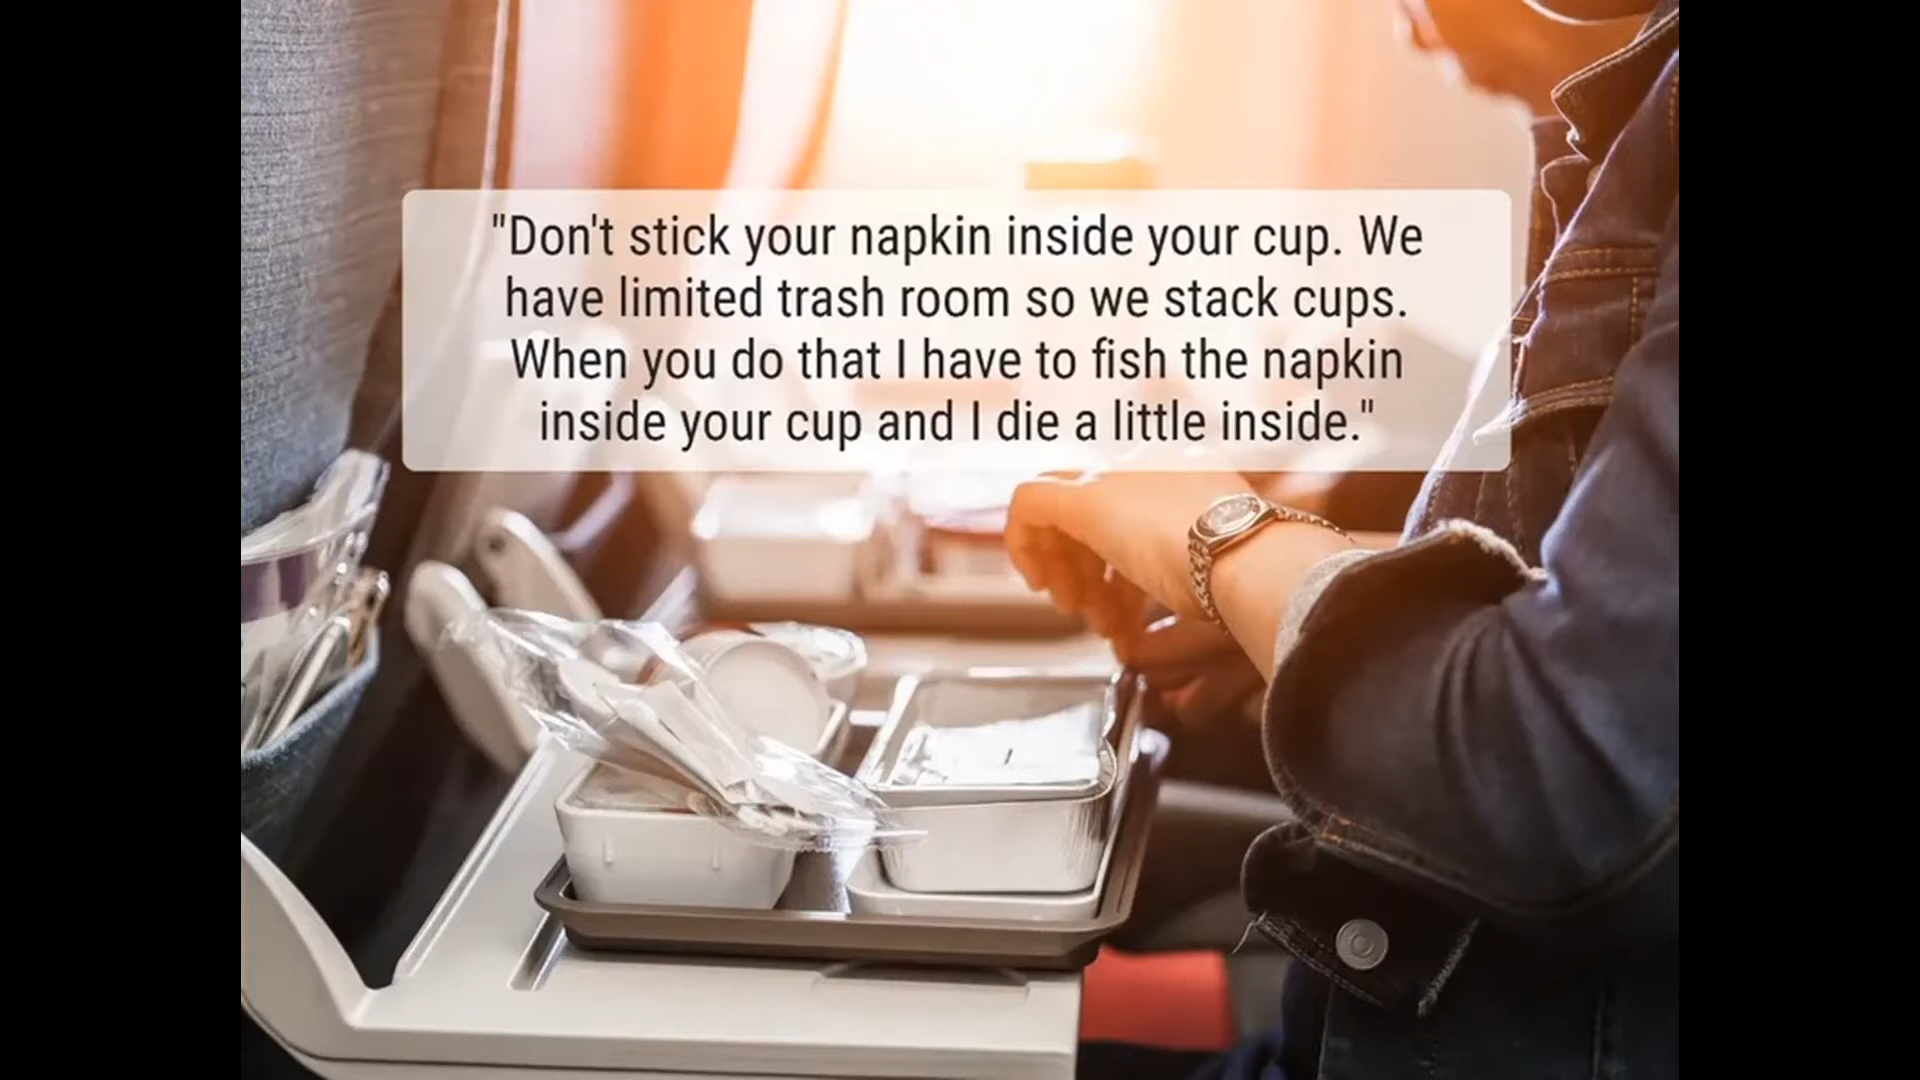 "Don't stick your napkin inside your cup. We
have limited trash room so we stack cups.
When you do that I have to fish the napkin
inside your cup and I die a little inside."